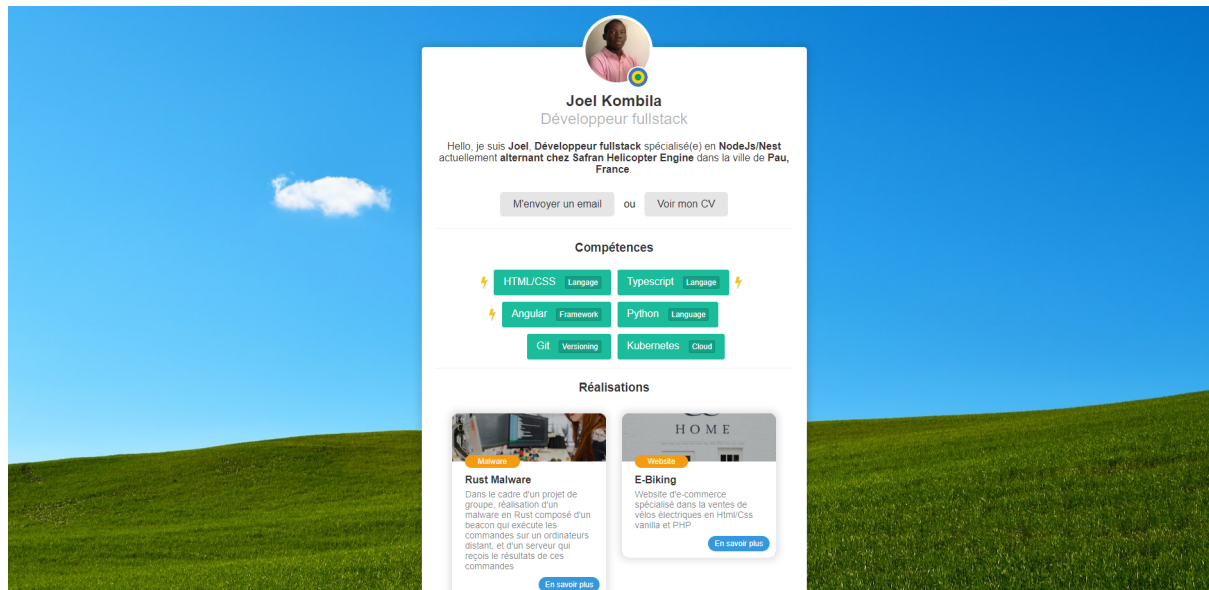 Joel Kombila
Développeur fullstack
Hello, je suis Joel, Développeur fullstack spécialisé(e) en NodeJs/Nest
actuellement alternant chez Safran Helicopter Engine dans la ville de Pau,
France.
M'envoyer un email ou Voir mon CV
Compétences
HTML/CSS Langage Typescript Langage
Angular Framework Python Language
Git Versioning Kubernetes Cloud
Réalisations
Malware
Rust Malware
Dans le cadre d'un projet de
groupe, réalisation d'un
malware en Rust composé d'un
beacon qui exécute les
commandes sur un ordinateurs
distant, et d'un serveur qui
reçois le résultats de ces
commandes
En savoir plus
HOME
Website
E-Biking
Website d'e-commerce
spécialisé dans la ventes de
vélos électriques en Html/Css
vanilla et PHP
En savoir plus